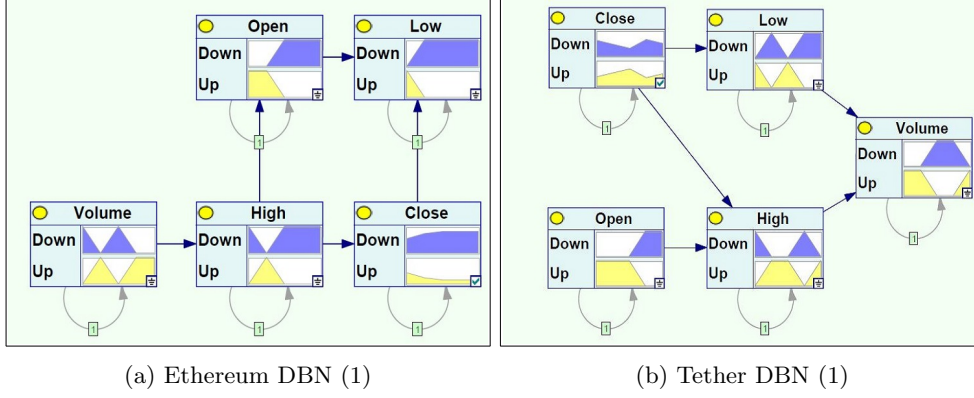 Open
Down
Up
1
Low
Down
Up
1
Volume
Down
Up
1
High
Down
Up
1
Close
Down
Up
1
(a) Ethereum DBN (1)
Close
Down
Up
1
Low
Down
Up
1
Volume
Down
Up
1
Open
Down
Up
1
High
Down
Up
1
(b) Tether DBN (1)